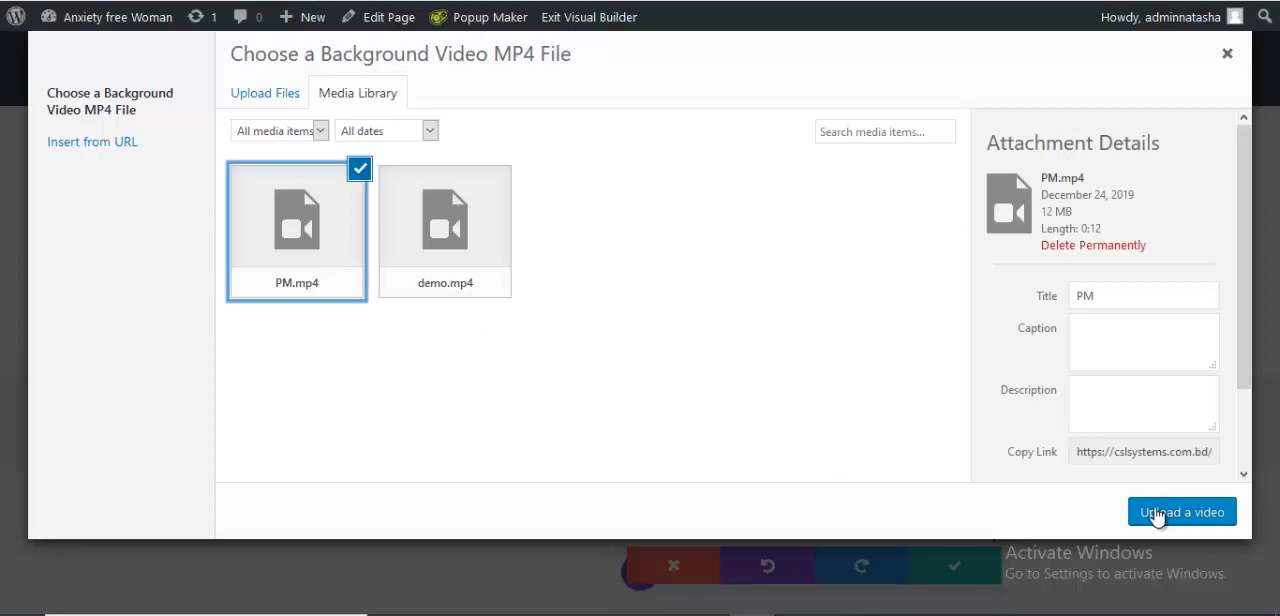 Anxiety free Woman 1 0 New Edit Page Popup Maker Exit Visual Builder Howdy, adminnatasha
Choose a Background Video MP4 File
Choose a Background
Video MP4 File
Insert from URL
Upload Files Media Library
All media items All dates Search media items...
PM.mp4 demo.mp4
Attachment Details
PM.mp4
December 24, 2019
12 MB
Length: 0:12
Delete Permanently
Title PM
Caption
Description
Copy Link https://cslsystems.com.bd/
Upload a video
Activate Windows
Go to Settings to activate Windows.